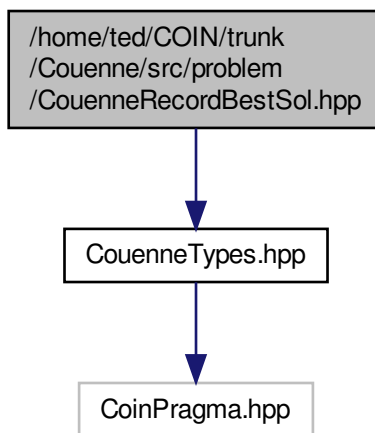 /home/ted/COIN/trunk
/Couenne/src/problem
/CouenneRecordBestSol.hpp
CouenneTypes.hpp
CoinPragma.hpp